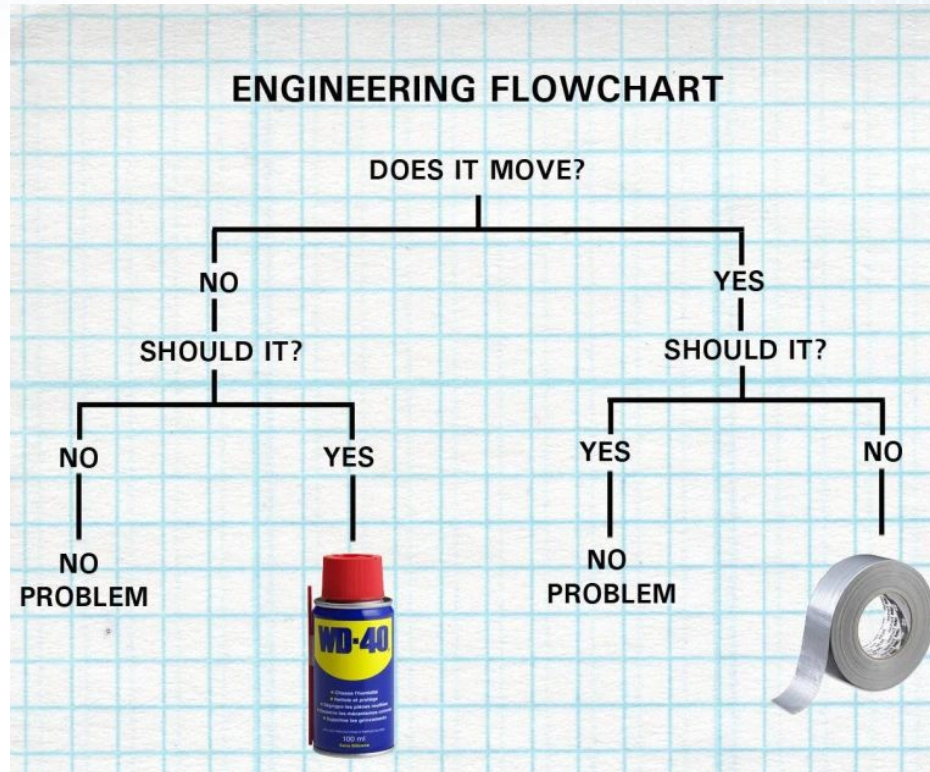 ENGINEERING FLOWCHART
DOES IT MOVE?
NO
YES
SHOULD IT?
SHOULD IT?
NO
YES
YES
NO
NO
PROBLEM
NO
PROBLEM
WD-40
100 ml